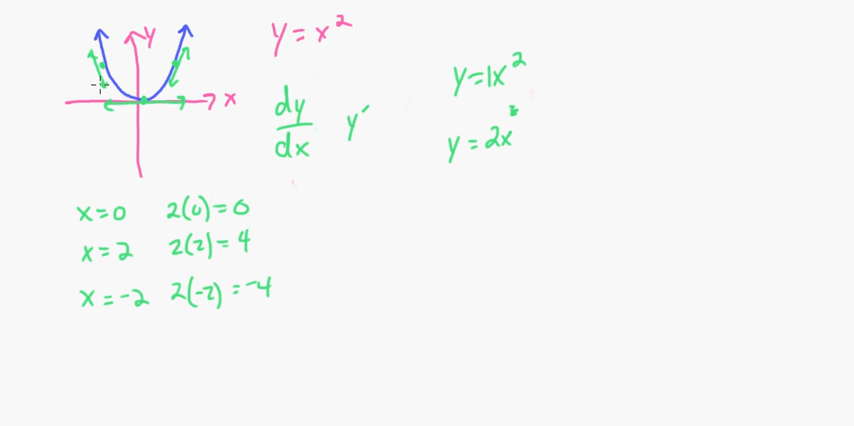 y
x
y = x²
dy/dx y′
y = 1x²
y = 2x
x = 0 2(0) = 0
x = 2 2(2) = 4
x = -2 2(-2) = -4